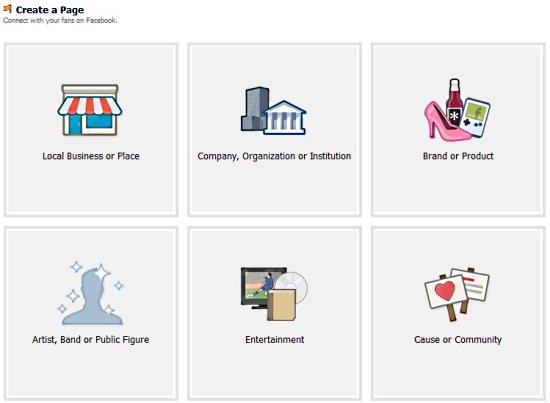 Create a Page
Connect with your fans on Facebook.
Local Business or Place
Company, Organization or Institution
Brand or Product
Artist, Band or Public Figure
Entertainment
Cause or Community